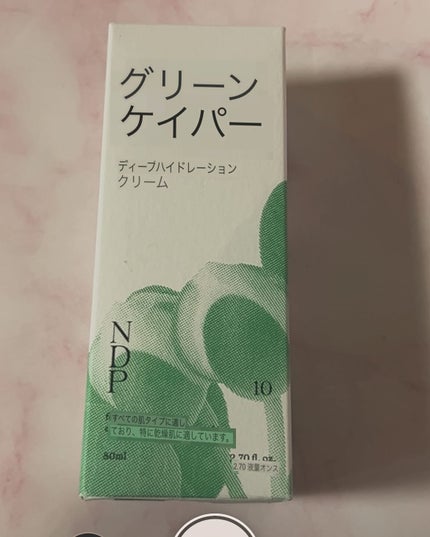 グリーン
ケイパー
ディープハイドレーション
クリーム
N
D
P
10
すべての肌タイプに適し
ており、特に乾燥肌に適しています。
80ml
2.70 fl. oz.
2.70 液量オンス